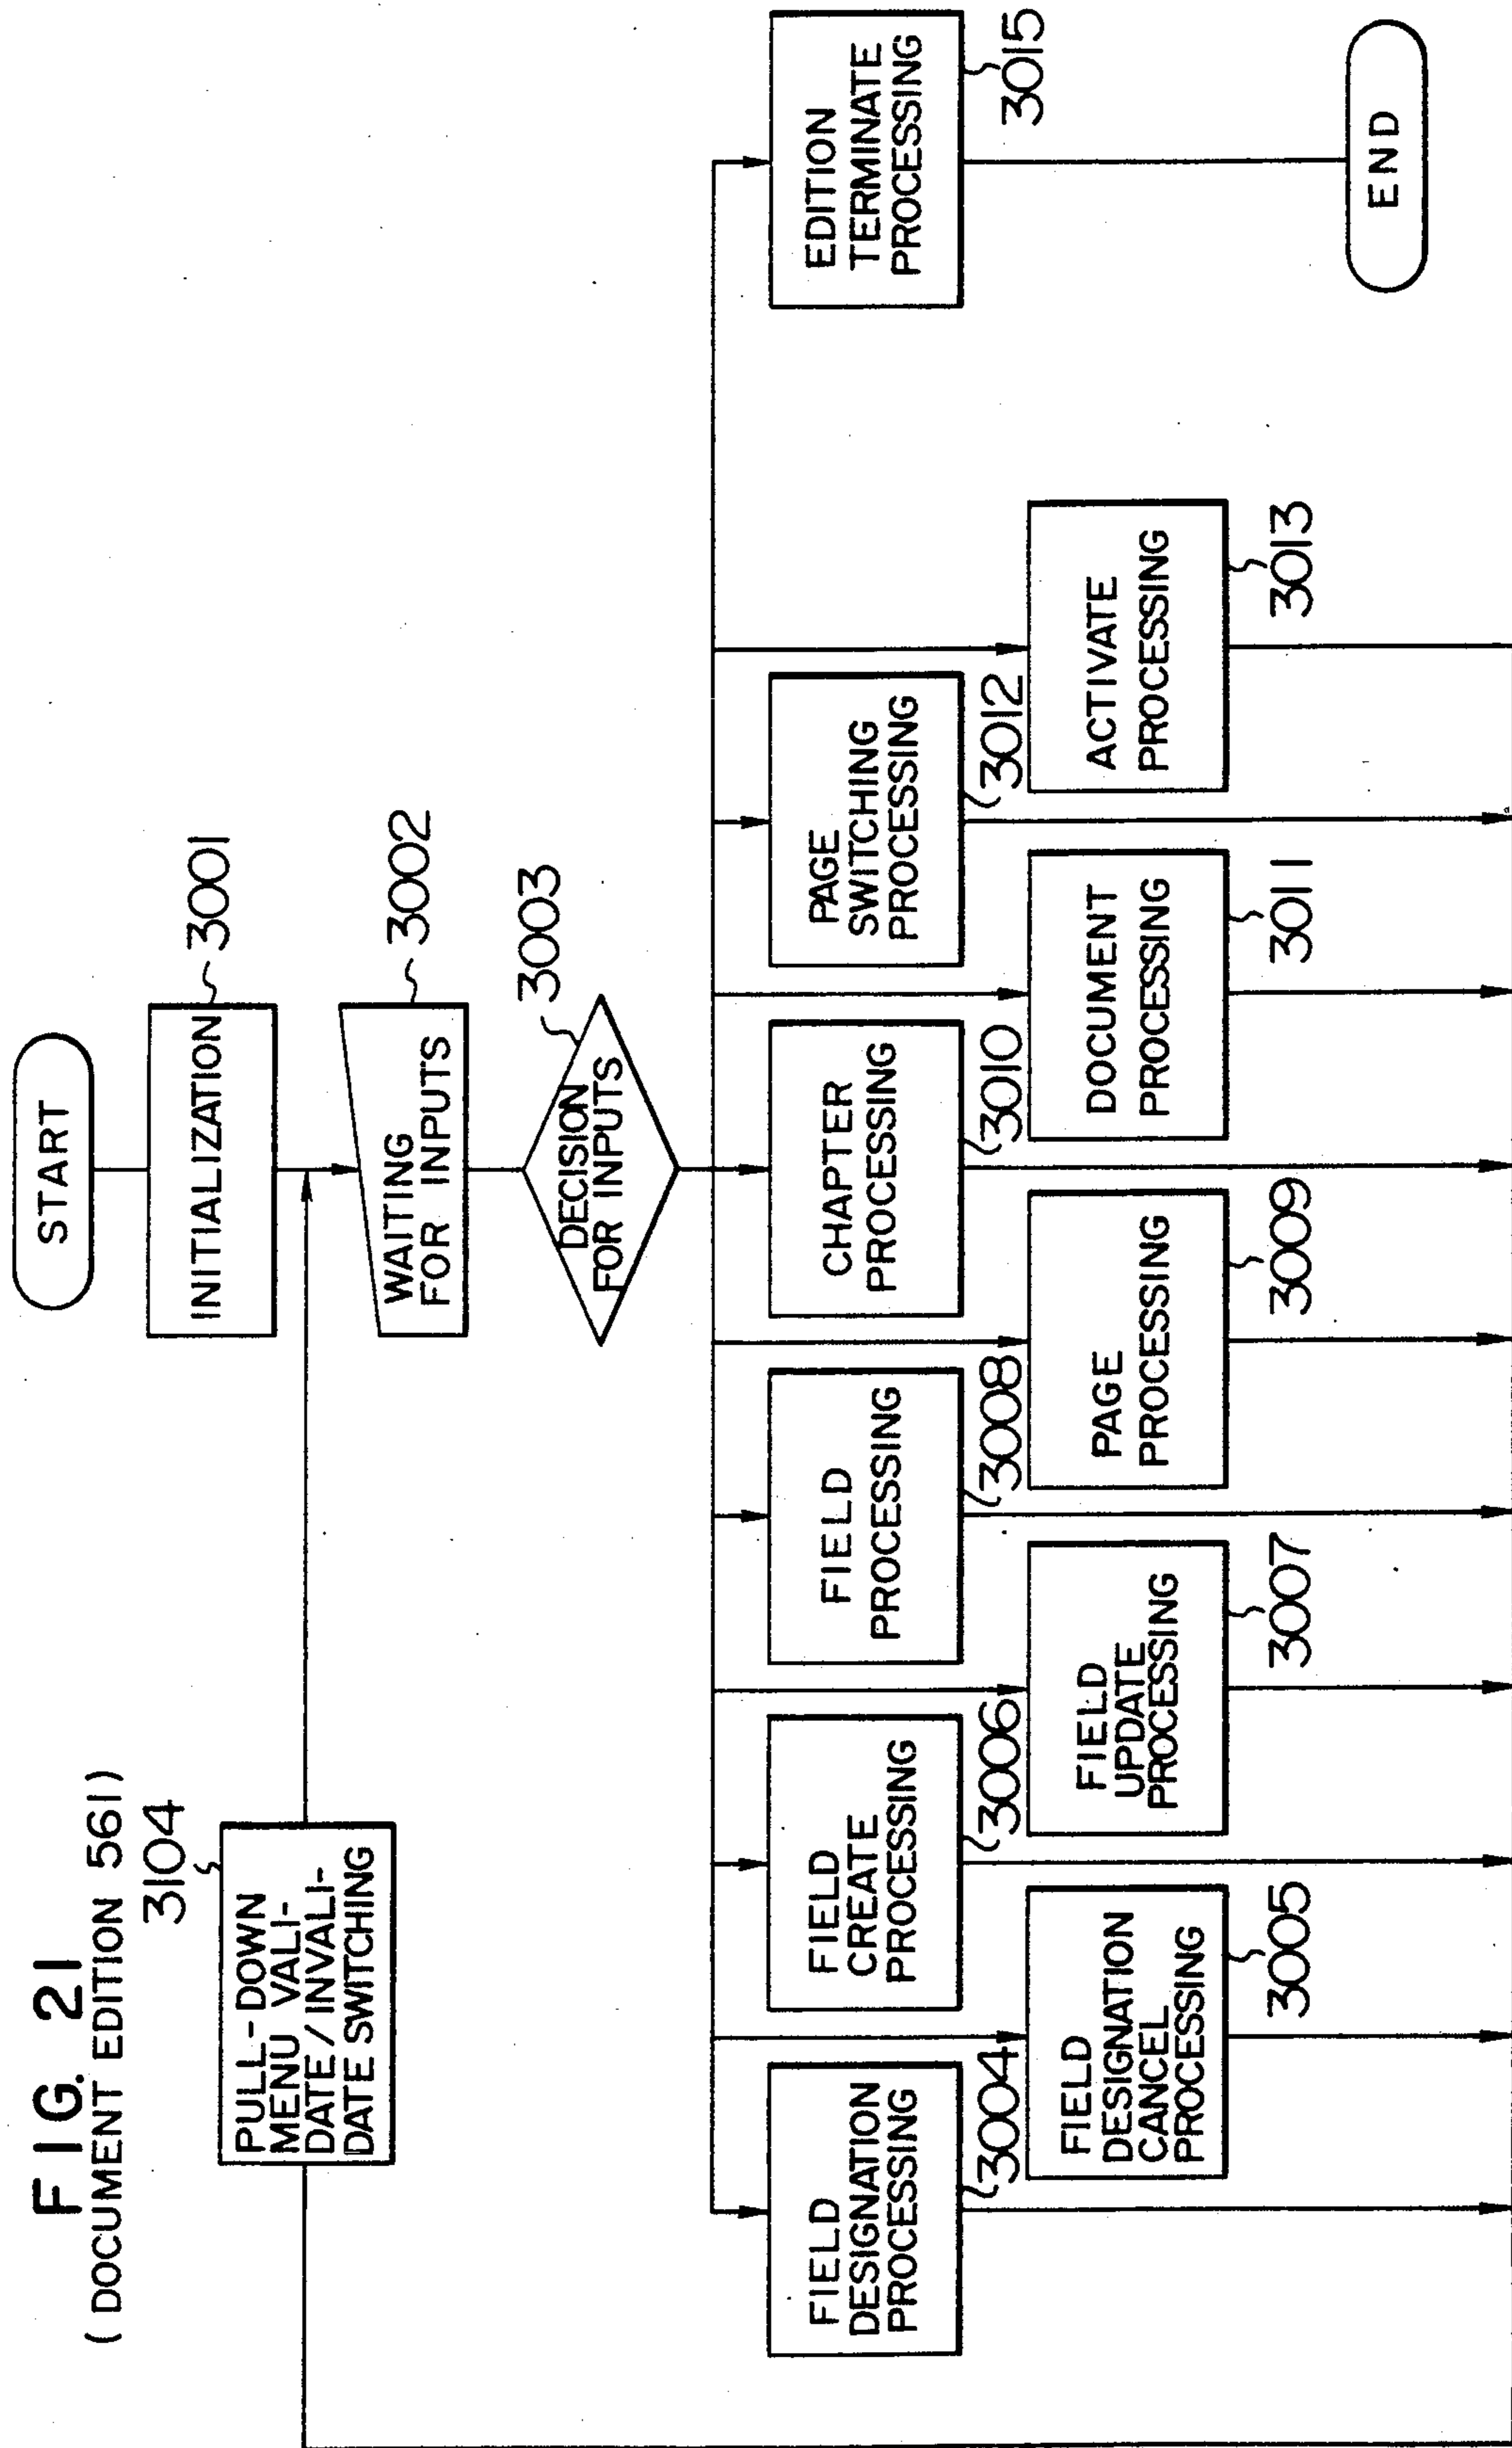 FIG. 21
(DOCUMENT EDITION 561)
3104
PULL-DOWN
MENU VALI-
DATE/INVALI-
DATE SWITCHING
START
INITIALIZATION
3001
WAITING
FOR INPUTS
3002
DECISION
FOR INPUTS
3003
FIELD
DESIGNATION
PROCESSING
3004
FIELD
DESIGNATION
CANCEL
PROCESSING
3005
FIELD
CREATE
PROCESSING
3006
FIELD
UPDATE
PROCESSING
3007
FIELD
PROCESSING
3008
PAGE
PROCESSING
3009
CHAPTER
PROCESSING
3010
DOCUMENT
PROCESSING
3011
PAGE
SWITCHING
PROCESSING
3012
ACTIVATE
PROCESSING
3013
EDITION
TERMINATE
PROCESSING
3015
END